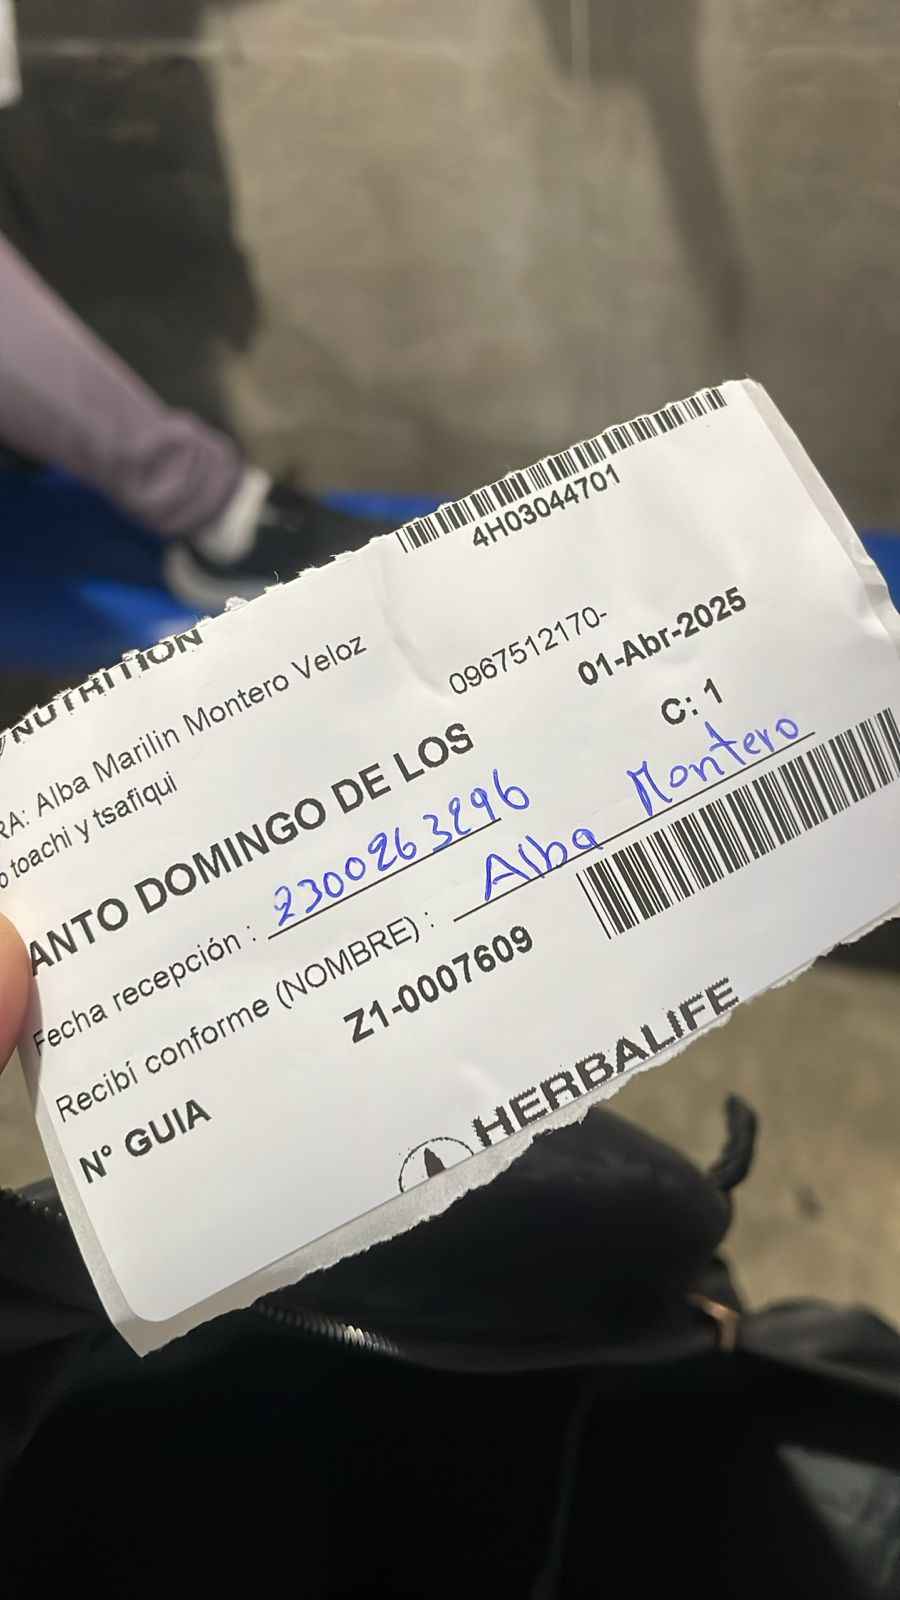 4H03044701
NUTRITION
RA: Alba Marilin Montero Veloz 0967512170-
toachi y tsafiqui 01-Abr-2025
ANTO DOMINGO DE LOS C: 1
Fecha recepción : 2300263296
Recibí conforme (NOMBRE) : Alba Montero
Nº GUIA Z1-0007609
HERBALIFE